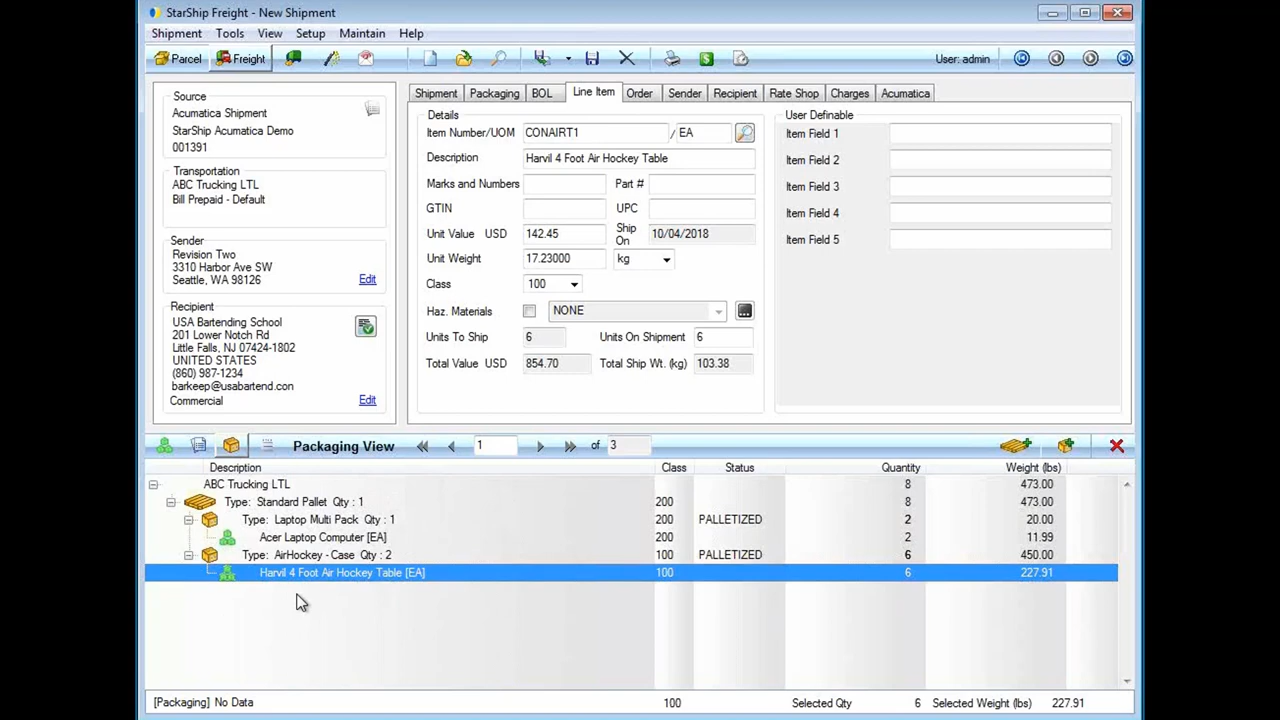 StarShip Freight - New Shipment
Shipment Tools View Setup Maintain Help
Parcel Freight User: admin
Source
Acumatica Shipment
StarShip Acumatica Demo
001391
Transportation
ABC Trucking LTL
Bill Prepaid - Default
Sender
Revision Two
3310 Harbor Ave SW
Seattle, WA 98126
Edit
Recipient
USA Bartending School
201 Lower Notch Rd
Little Falls, NJ 07424-1802
UNITED STATES
(860) 987-1234
barkeep@usabartend.com
Commercial
Edit
Shipment Packaging BOL Line Item Order Sender Recipient Rate Shop Charges Acumatica
Details
Item Number/UOM CONAIRT1 / EA
Description Harvil 4 Foot Air Hockey Table
Marks and Numbers Part #
GTIN UPC
Unit Value USD 142.45 Ship On 10/04/2018
Unit Weight 17.23000 kg
Class 100
Haz. Materials NONE
Units To Ship 6 Units On Shipment 6
Total Value USD 854.70 Total Ship Wt. (kg) 103.38
User Definable
Item Field 1
Item Field 2
Item Field 3
Item Field 4
Item Field 5
Packaging View 1 of 3
Description Class Status Quantity Weight (lbs)
ABC Trucking LTL 8 473.00
Type: Standard Pallet Qty : 1 200 8 473.00
Type: Laptop Multi Pack Qty : 1 200 PALLETIZED 2 20.00
Acer Laptop Computer [EA] 200 2 11.99
Type: AirHockey - Case Qty : 2 100 PALLETIZED 6 450.00
Harvil 4 Foot Air Hockey Table [EA] 100 6 227.91
[Packaging] No Data 100 Selected Qty 6 Selected Weight (lbs) 227.91